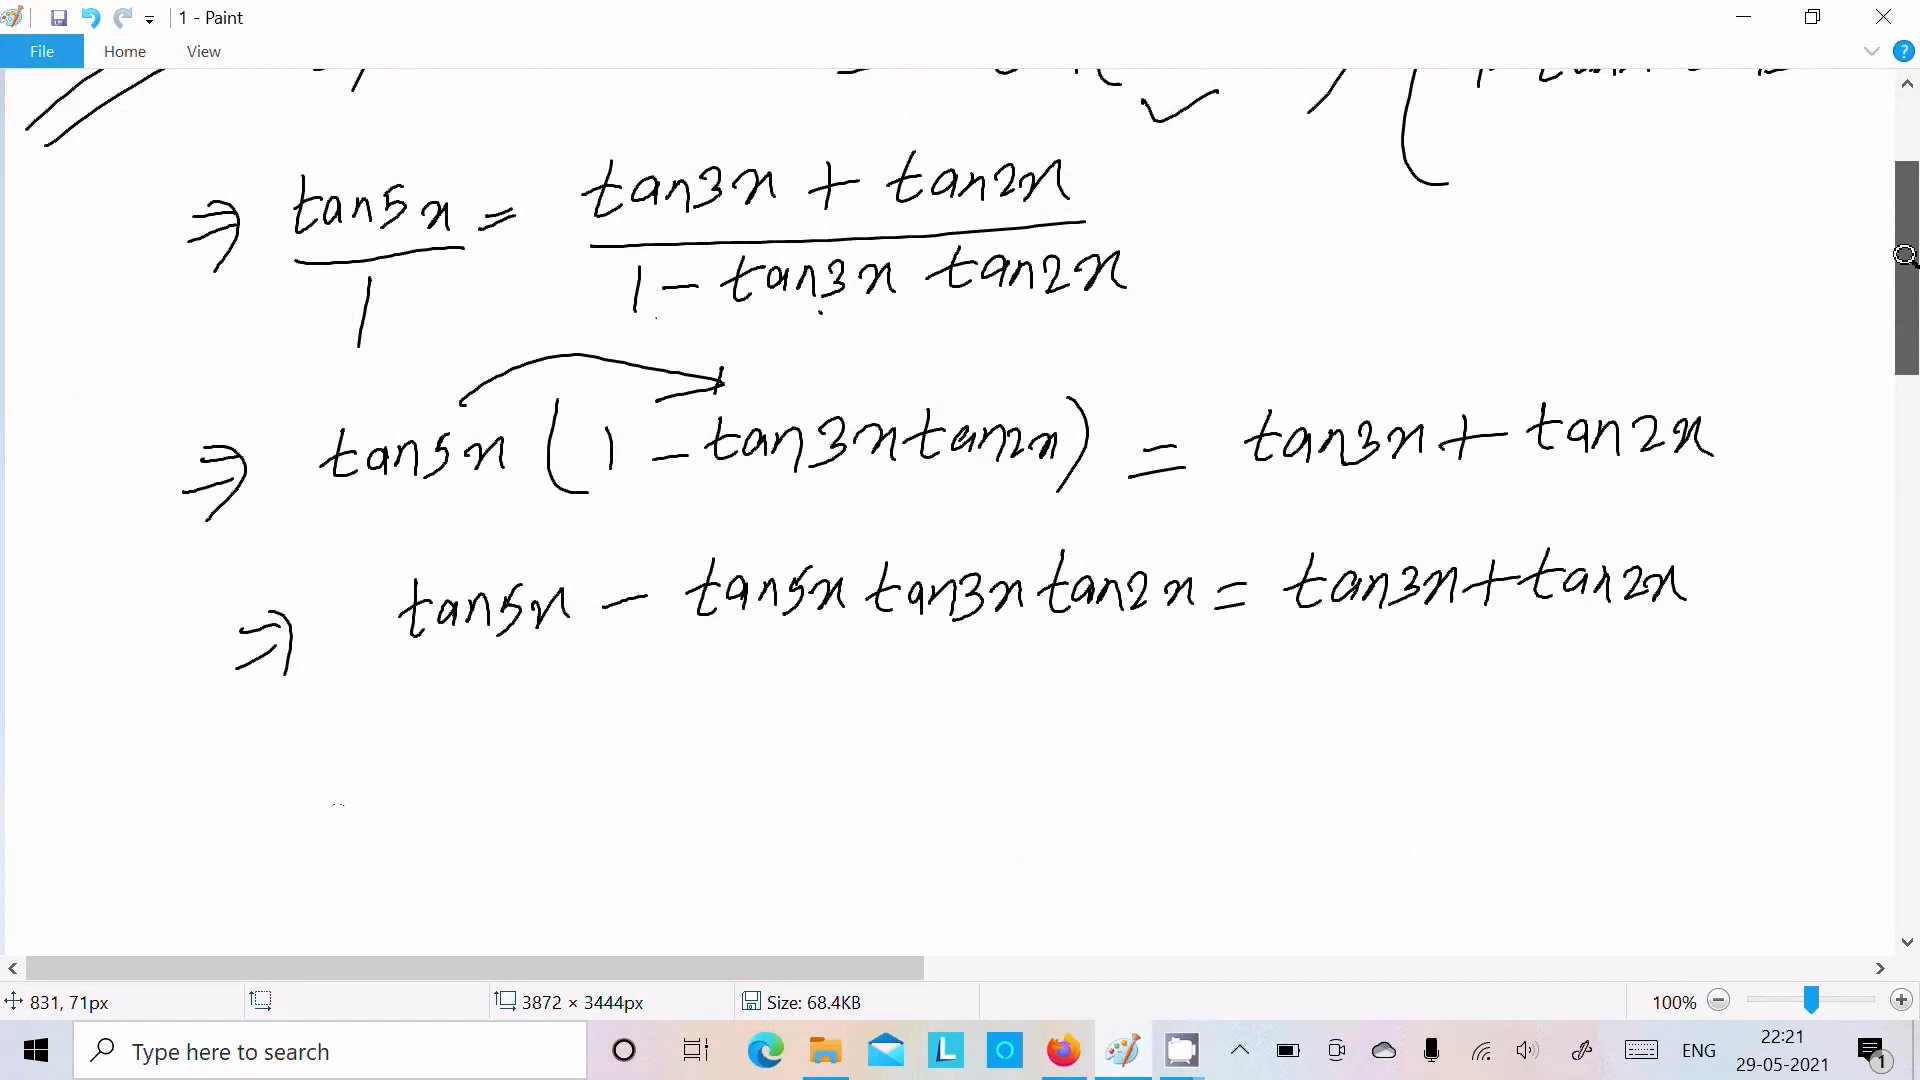 1 - Paint
File Home View
⇒ tan5x/1 = (tan3x + tan2x)/(1 - tan3x tan2x)
⇒ tan5x (1 - tan3x tan2x) = tan3x + tan2x
⇒ tan5x - tan5x tan3x tan2x = tan3x + tan2x
831, 71px 3872 × 3444px Size: 68.4KB 100%
Type here to search ENG 22:21
29-05-2021 1